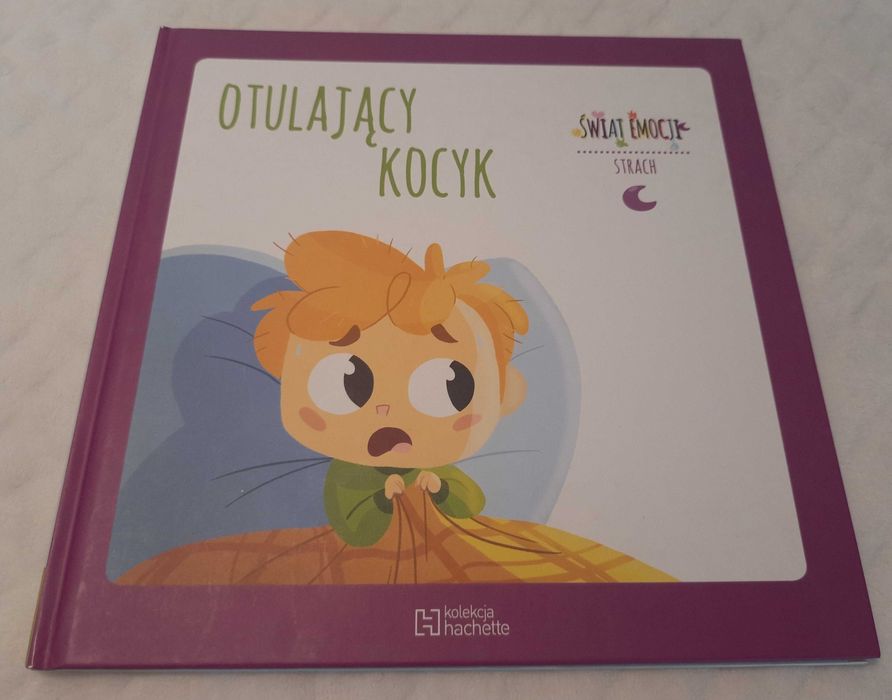 OTULAJĄCY
KOCYK
ŚWIAT EMOCJI
STRACH
kolekcja
hachette